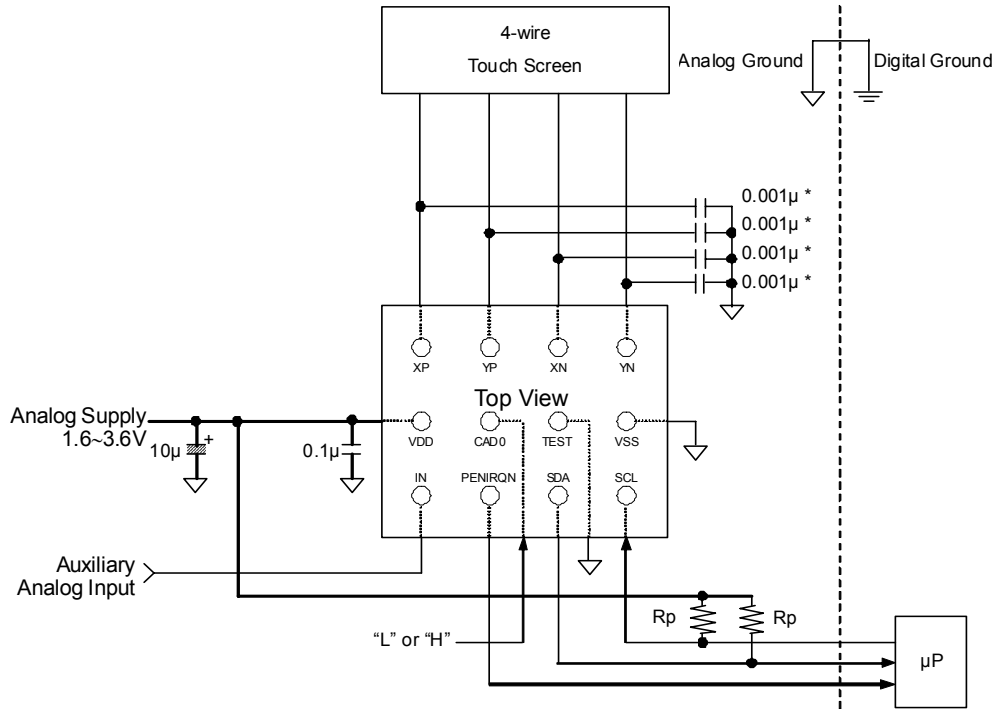 4-wire
Touch Screen
Analog Ground
Digital Ground
0.001µ *
0.001µ *
0.001µ *
0.001µ *
XP
YP
XN
YN
Top View
Analog Supply
1.6~3.6V
10µ
+
0.1µ
VDD
CAD0
TEST
VSS
IN
PENIRQN
SDA
SCL
Auxiliary
Analog Input
Rp
Rp
“L” or “H”
µP